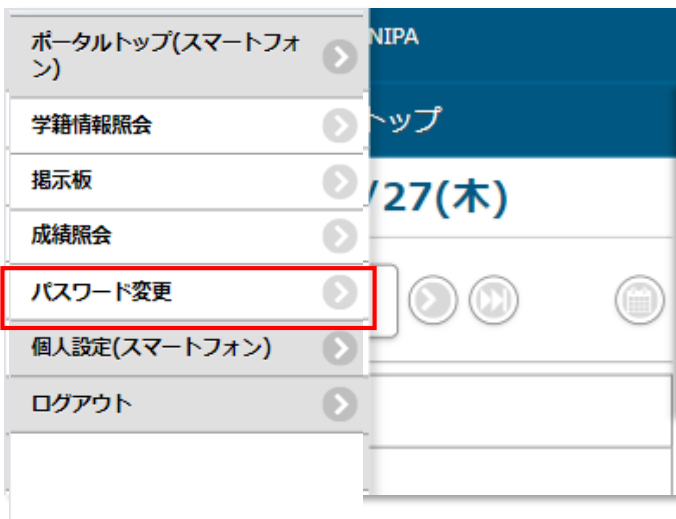 ポータルトップ(スマートフォ
ン)
学籍情報照会
掲示板
成績照会
パスワード変更
個人設定(スマートフォン)
ログアウト
NIPA
トップ
/27(木)